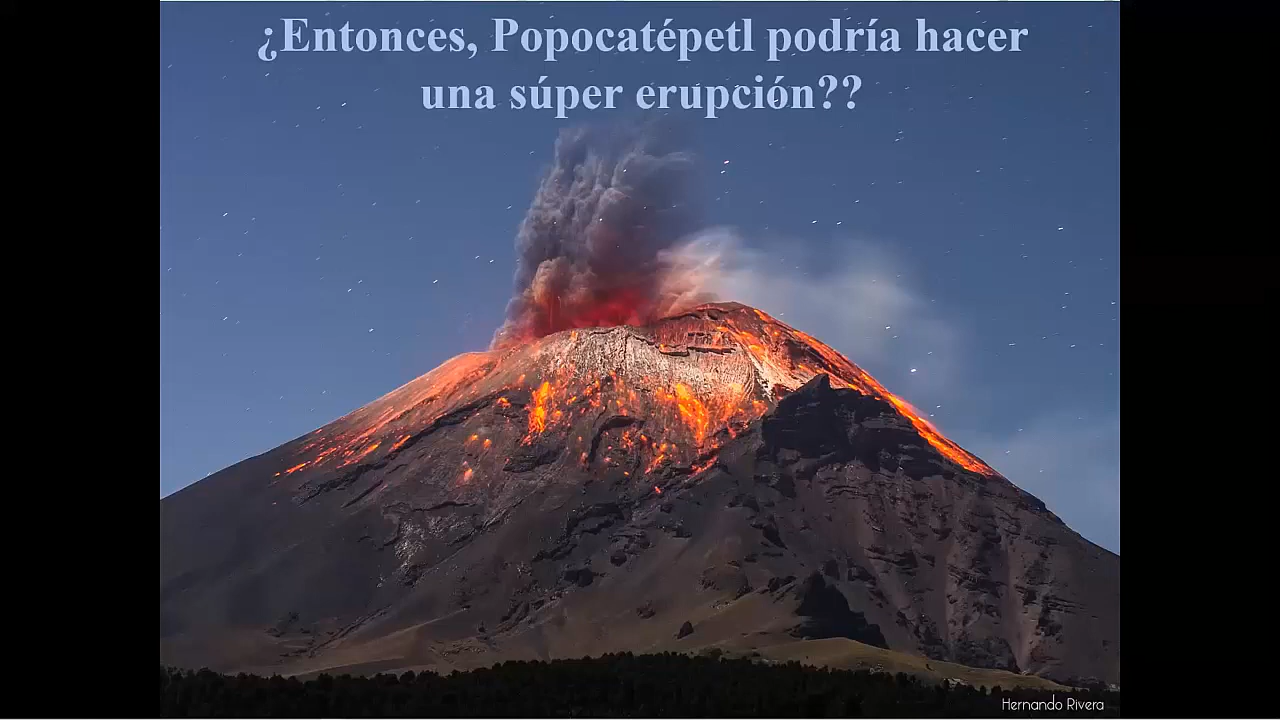 ¿Entonces, Popocatépetl podría hacer
una súper erupción??
Hernando Rivera